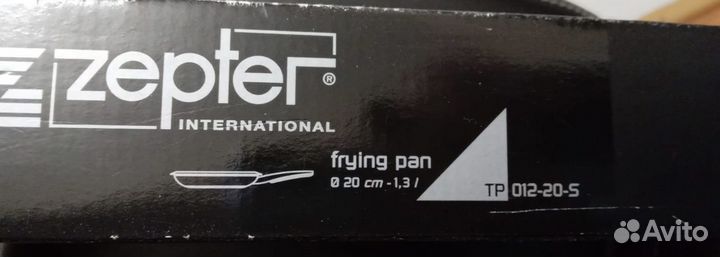 zepter®
INTERNATIONAL
frying pan
Ø 20 cm - 1,3 l
TP 012-20-S
Avito